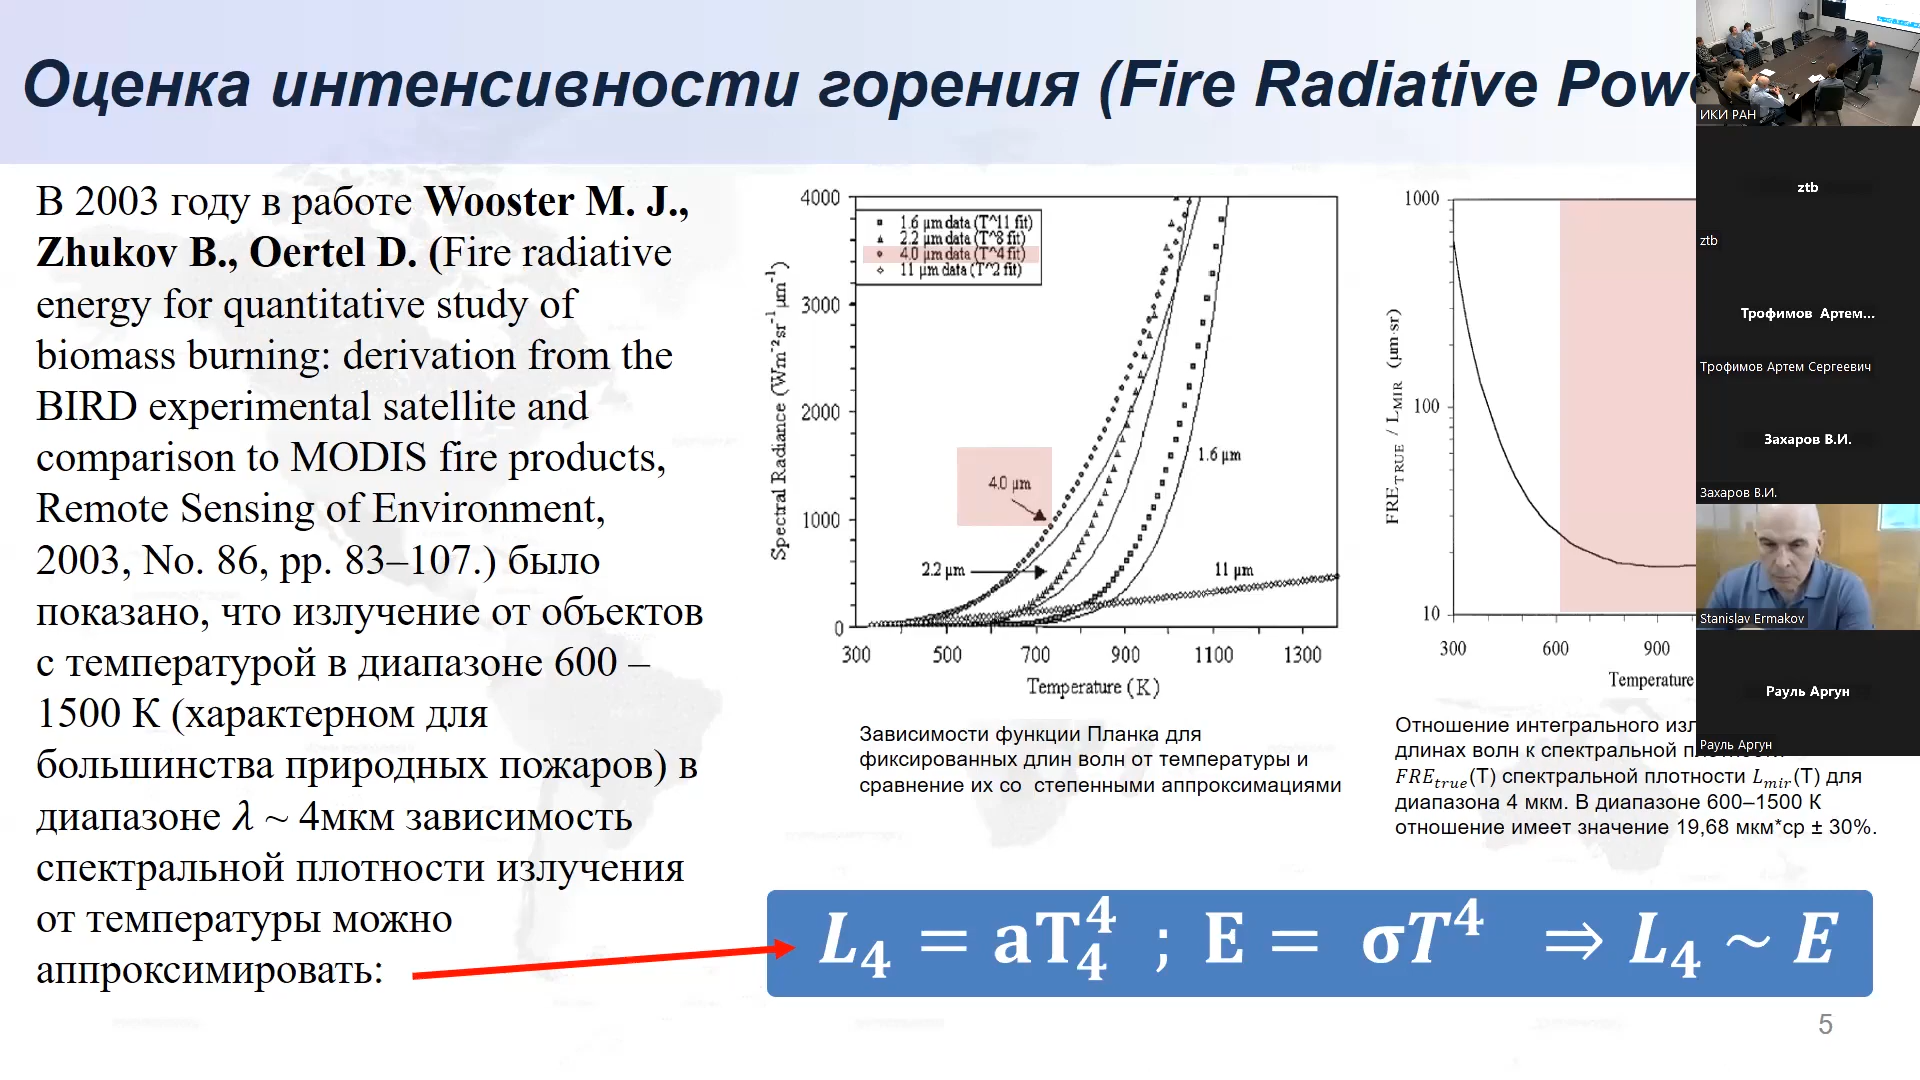 Оценка интенсивности горения (Fire Radiative Powe
В 2003 году в работе Wooster M. J.,
Zhukov B., Oertel D. (Fire radiative
energy for quantitative study of
biomass burning: derivation from the
BIRD experimental satellite and
comparison to MODIS fire products,
Remote Sensing of Environment,
2003, No. 86, pp. 83–107.) было
показано, что излучение от объектов
с температурой в диапазоне 600 –
1500 К (характерном для
большинства природных пожаров) в
диапазоне λ ~ 4мкм зависимость
спектральной плотности излучения
от температуры можно
аппроксимировать:
4000
3000
2000
1000
0
Spectral Radiance (Wm⁻²sr⁻¹μm⁻¹)
1.6 μm data (T^11 fit)
2.2 μm data (T^8 fit)
4.0 μm data (T^4 fit)
11 μm data (T^2 fit)
4.0 μm
1.6 μm
2.2 μm
11 μm
300 500 700 900 1100 1300
Temperature (K)
Зависимости функции Планка для
фиксированных длин волн от температуры и
сравнение их со степенными аппроксимациями
1000
100
10
FRE_TRUE / L_MIR (μm·sr)
300 600 900
Temperature
Отношение интегрального изл
длинах волн к спектральной
FRE_true(T) спектральной плотности L_mir(T) для
диапазона 4 мкм. В диапазоне 600–1500 К
отношение имеет значение 19,68 мкм*ср ± 30%.
L₄ = aT₄⁴ ; E = σT⁴ ⇒ L₄ ~ E
5
ИКИ РАН
ztb
ztb
Трофимов Артем...
Трофимов Артем Сергеевич
Захаров В.И.
Захаров В.И.
Stanislav Ermakov
Рауль Аргун
Рауль Аргун